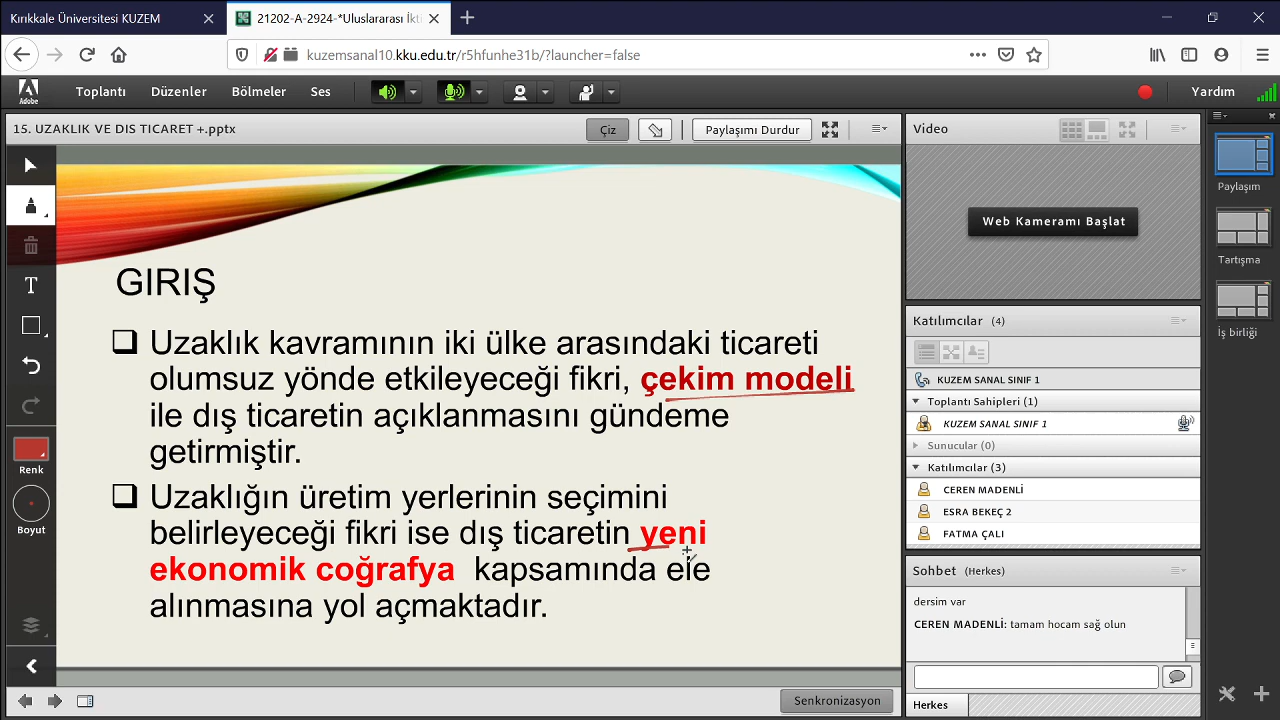 Kırıkkale Üniversitesi KUZEM
21202-A-2924-*Uluslararası İkti
kuzemsanal10.kku.edu.tr/r5hfunhe31b/?launcher=false
Adobe
Toplantı Düzenler Bölmeler Ses Yardım
15. UZAKLIK VE DIS TICARET +.pptx
Çiz
Paylaşımı Durdur
GIRIŞ
Uzaklık kavramının iki ülke arasındaki ticareti
olumsuz yönde etkileyeceği fikri, çekim modeli
ile dış ticaretin açıklanmasını gündeme
getirmiştir.
Uzaklığın üretim yerlerinin seçimini
belirleyeceği fikri ise dış ticaretin yeni
ekonomik coğrafya kapsamında ele
alınmasına yol açmaktadır.
T
Renk
Boyut
Senkronizasyon
Video
Web Kameramı Başlat
Katılımcılar (4)
KUZEM SANAL SINIF 1
Toplantı Sahipleri (1)
KUZEM SANAL SINIF 1
Sunucular (0)
Katılımcılar (3)
CEREN MADENLİ
ESRA BEKEÇ 2
FATMA ÇALI
Sohbet (Herkes)
dersim var
CEREN MADENLİ: tamam hocam sağ olun
Herkes
Paylaşım
Tartışma
İş birliği